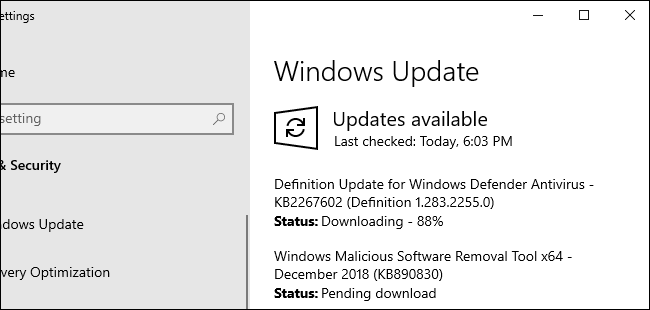 ettings
me
setting
& Security
ndows Update
very Optimization
Windows Update
Updates available
Last checked: Today, 6:03 PM
Definition Update for Windows Defender Antivirus -
KB2267602 (Definition 1.283.2255.0)
Status: Downloading - 88%
Windows Malicious Software Removal Tool x64 -
December 2018 (KB890830)
Status: Pending download